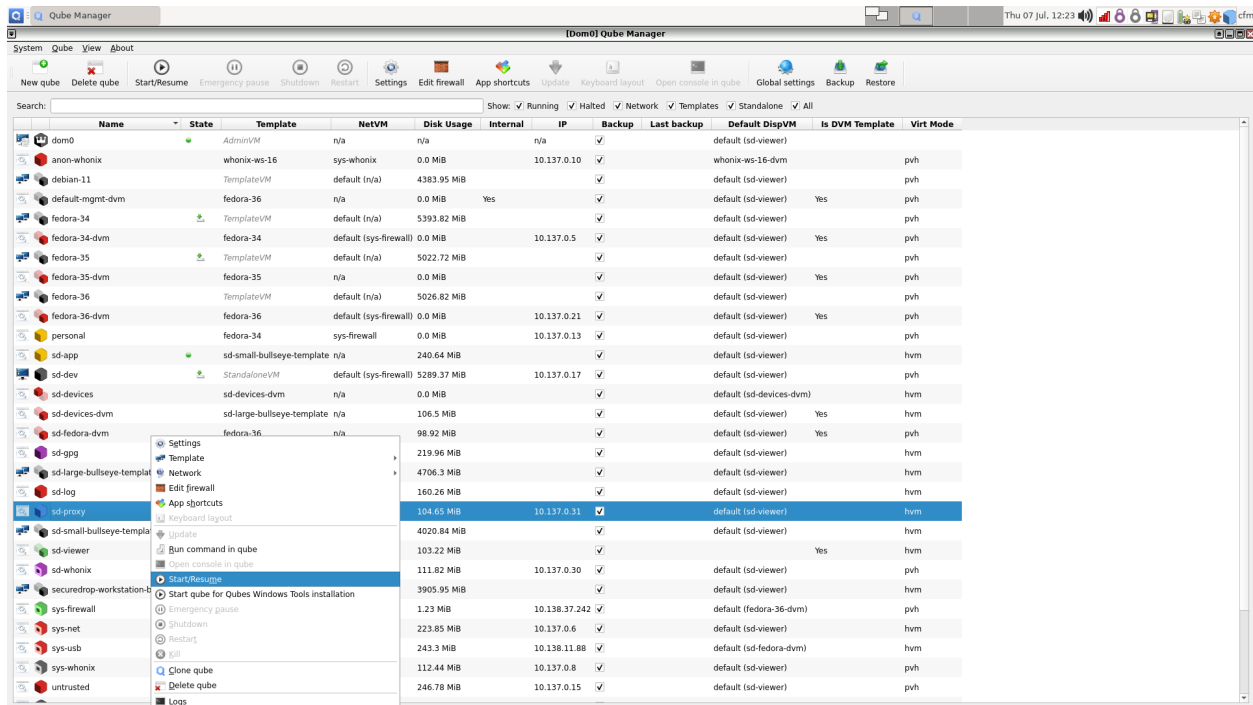 Qube Manager
Thu 07 Jul, 12:23
cfm
[Dom0] Qube Manager
System Qube View About
New qube Delete qube Start/Resume Emergency pause Shutdown Restart Settings Edit firewall App shortcuts Update Keyboard layout Open console in qube Global settings Backup Restore
Search: Show: Running Halted Network Templates Standalone All
Name State Template NetVM Disk Usage Internal IP Backup Last backup Default DispVM Is DVM Template Virt Mode
dom0 AdminVM n/a n/a n/a default (sd-viewer)
anon-whonix whonix-ws-16 sys-whonix 0.0 MiB 10.137.0.10 whonix-ws-16-dvm pvh
debian-11 TemplateVM default (n/a) 4383.95 MiB default (sd-viewer) pvh
default-mgmt-dvm fedora-36 n/a 0.0 MiB Yes default (sd-viewer) Yes pvh
fedora-34 TemplateVM default (n/a) 5393.82 MiB default (sd-viewer) pvh
fedora-34-dvm fedora-34 default (sys-firewall) 0.0 MiB 10.137.0.5 default (sd-viewer) Yes pvh
fedora-35 TemplateVM default (n/a) 5022.72 MiB default (sd-viewer) pvh
fedora-35-dvm fedora-35 n/a 0.0 MiB default (sd-viewer) Yes pvh
fedora-36 TemplateVM default (n/a) 5026.82 MiB default (sd-viewer) pvh
fedora-36-dvm default (sys-firewall) 0.0 MiB 10.137.0.21 default (sd-viewer) Yes pvh
personal fedora-34 sys-firewall 0.0 MiB 10.137.0.13 default (sd-viewer) pvh
sd-app sd-small-bullseye-template n/a 240.64 MiB default (sd-viewer) hvm
sd-dev StandaloneVM default (sys-firewall) 5289.37 MiB 10.137.0.17 default (sd-viewer) hvm
sd-devices sd-devices-dvm n/a 0.0 MiB default (sd-devices-dvm) hvm
sd-devices-dvm sd-large-bullseye-template n/a 106.5 MiB default (sd-viewer) Yes hvm
sd-fedora-dvm fedora-36 n/a 98.92 MiB default (sd-viewer) Yes pvh
sd-gpg 219.96 MiB default (sd-viewer) hvm
sd-large-bullseye-templat 4706.3 MiB default (sd-viewer) hvm
sd-log 160.26 MiB default (sd-viewer) hvm
sd-proxy 104.65 MiB 10.137.0.31 default (sd-viewer) hvm
sd-small-bullseye-templa 4020.84 MiB default (sd-viewer) hvm
sd-viewer 103.22 MiB Yes hvm
sd-whonix 111.82 MiB 10.137.0.30 default (sd-viewer) pvh
securedrop-workstation-b 3905.95 MiB default (sd-viewer) hvm
sys-firewall 1.23 MiB 10.138.37.242 default (fedora-36-dvm) pvh
sys-net 223.85 MiB 10.137.0.6 default (sd-viewer) hvm
sys-usb 243.3 MiB 10.138.11.88 default (sd-fedora-dvm) hvm
sys-whonix 112.44 MiB 10.137.0.8 default (sd-viewer) pvh
untrusted 246.78 MiB 10.137.0.15 default (sd-viewer) pvh
Settings
Template
Network
Edit firewall
App shortcuts
Keyboard layout
Update
Run command in qube
Open console in qube
Start/Resume
Start qube for Qubes Windows Tools installation
Emergency pause
Shutdown
Restart
Kill
Clone qube
Delete qube
Logs